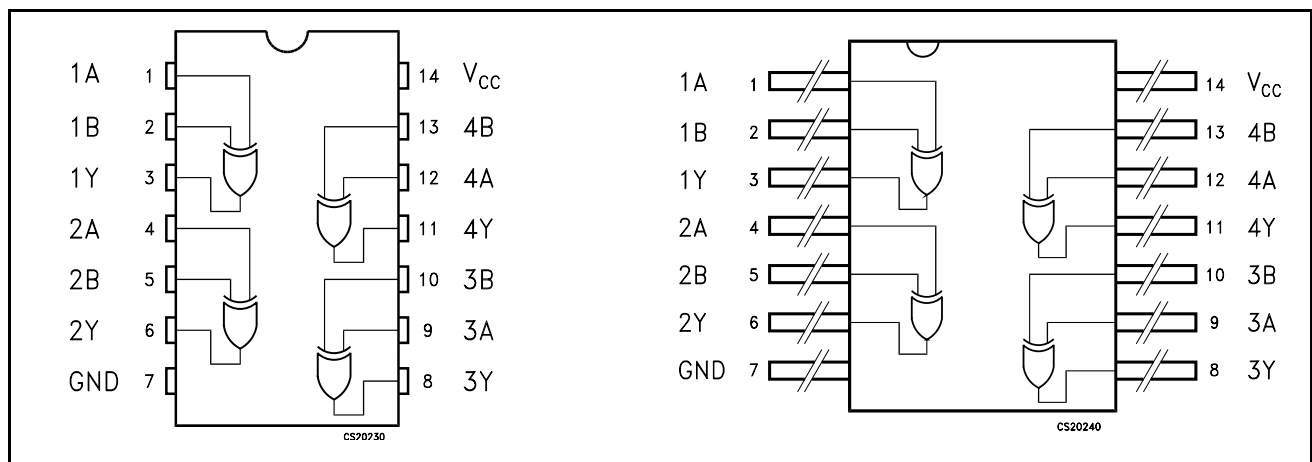 1A 1 14 VCC
1B 2 13 4B
1Y 3 12 4A
2A 4 11 4Y
2B 5 10 3B
2Y 6 9 3A
GND 7 8 3Y
CS20230
1A 1 14 VCC
1B 2 13 4B
1Y 3 12 4A
2A 4 11 4Y
2B 5 10 3B
2Y 6 9 3A
GND 7 8 3Y
CS20240